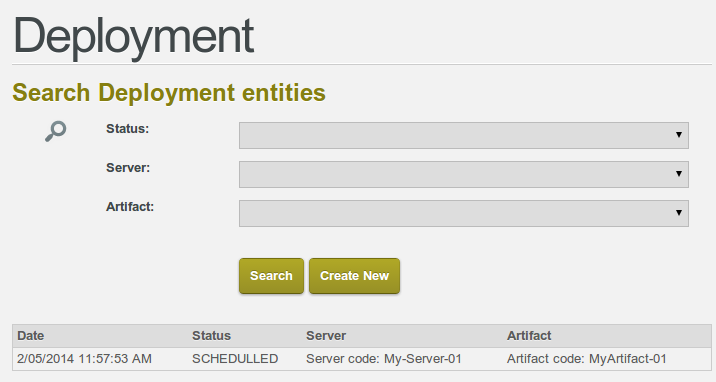 Deployment
Search Deployment entities
Status:
Server:
Artifact:
Search Create New
Date Status Server Artifact
2/05/2014 11:57:53 AM SCHEDULLED Server code: My-Server-01 Artifact code: MyArtifact-01